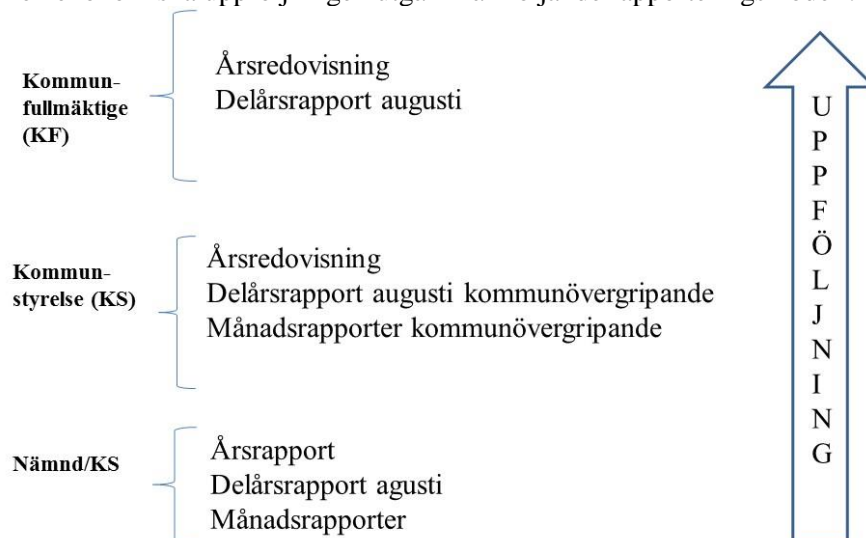 Kommun-
fullmäktige
(KF)
Årsredovisning
Delårsrapport augusti
Kommun-
styrelse (KS)
Årsredovisning
Delårsrapport augusti kommunövergripande
Månadsrapporter kommunövergripande
Nämnd/KS
Årsrapport
Delårsrapport agusti
Månadsrapporter
U
P
P
F
Ö
L
J
N
I
N
G